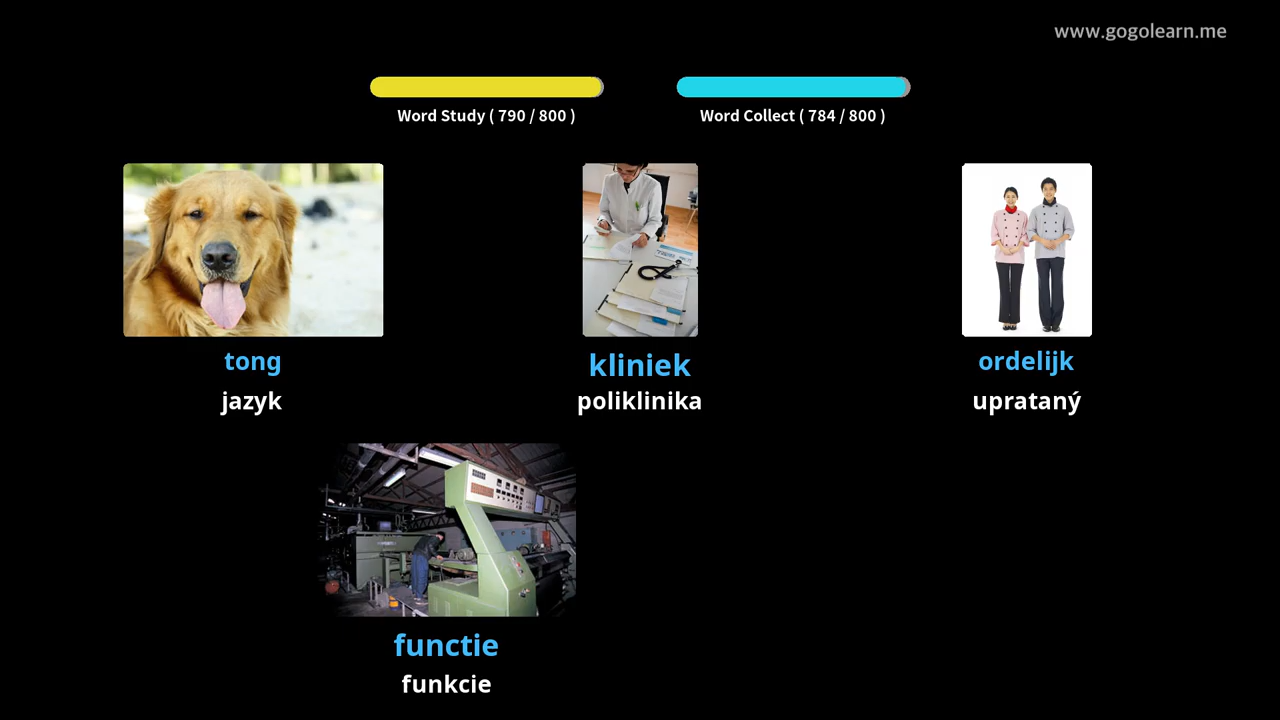 www.gogolearn.me
Word Study ( 790 / 800 )
Word Collect ( 784 / 800 )
tong
jazyk
kliniek
poliklinika
ordelijk
uprataný
functie
funkcie